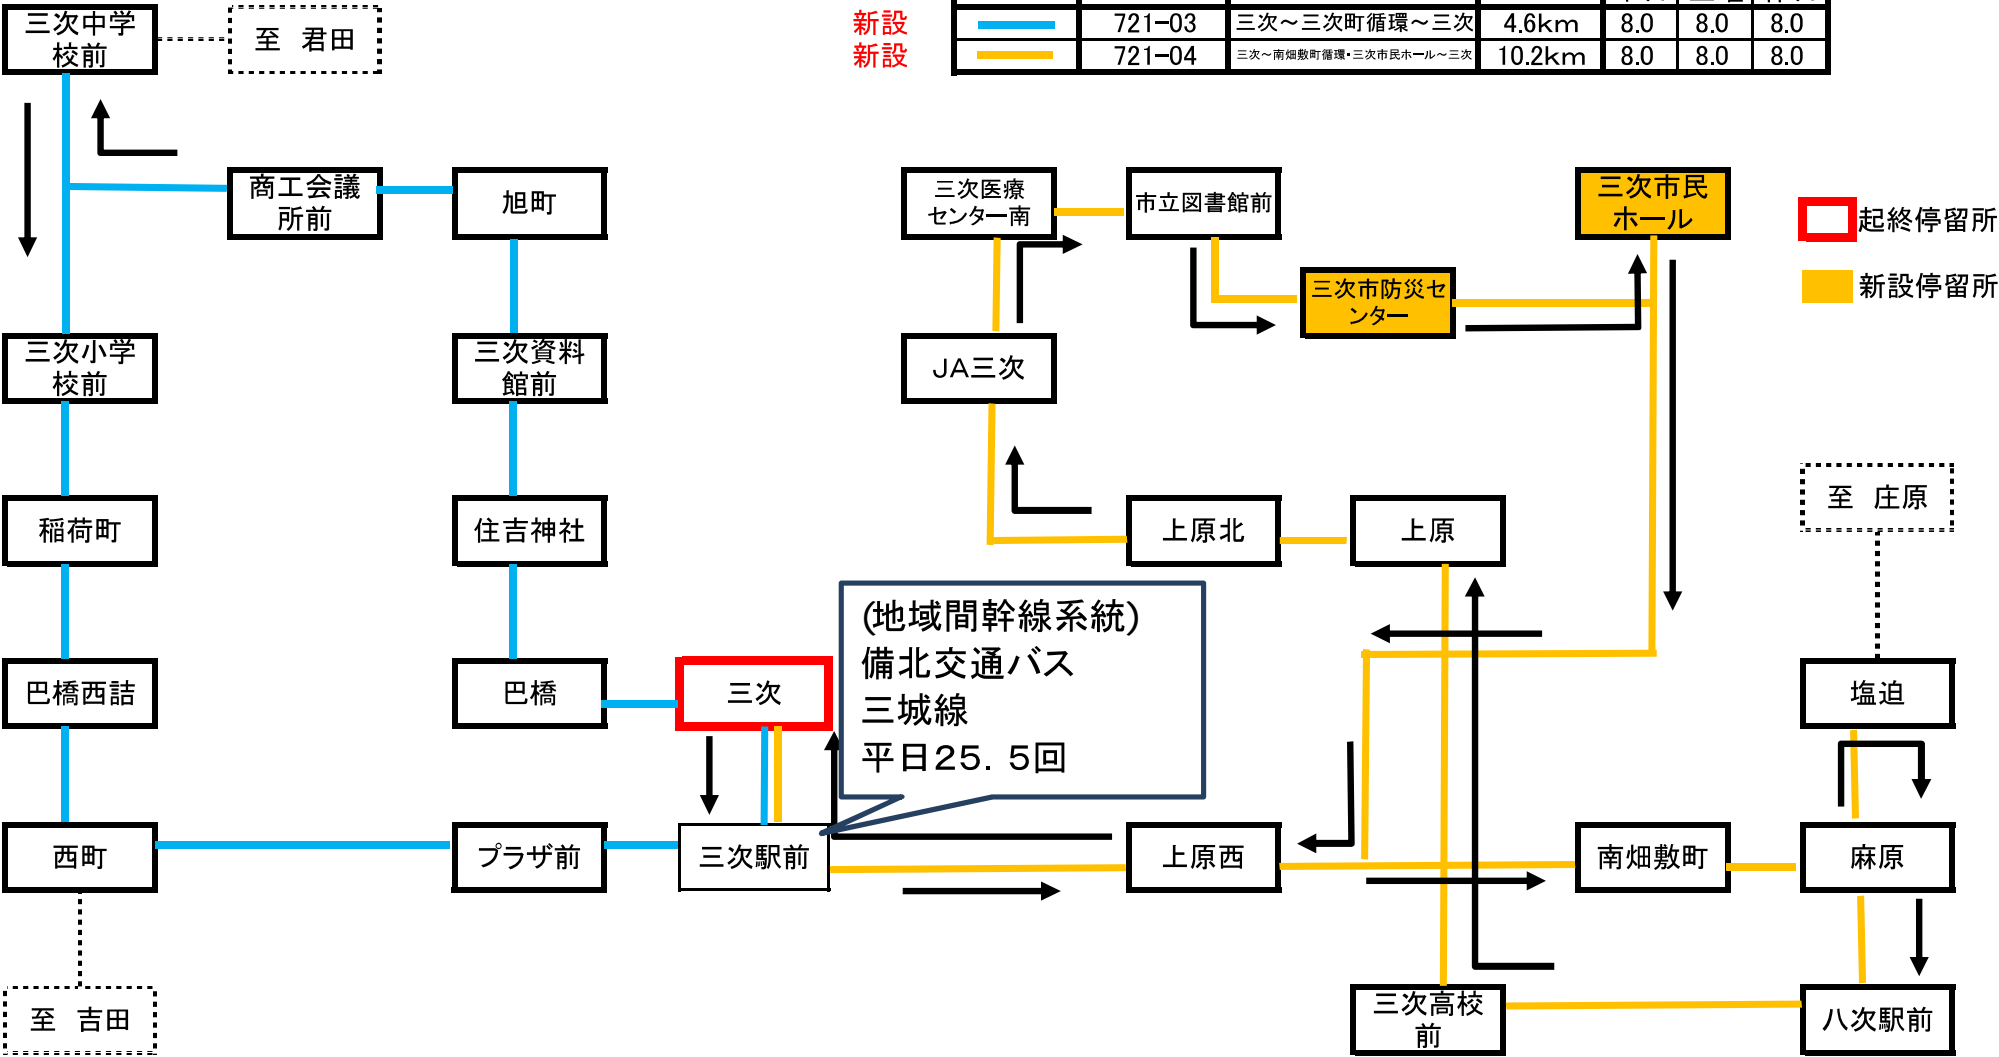 三次中学
校前
至 君田
新設
721-03 三次～三次町循環～三次 4.6km 8.0 8.0 8.0
新設
721-04 三次～南畑敷町循環・三次市民ホール～三次 10.2km 8.0 8.0 8.0
商工会議
所前
旭町
三次医療
センター南
市立図書館前
三次市民
ホール
起終停留所
三次市防災セ
ンター
新設停留所
三次小学
校前
三次資料
館前
JA三次
稲荷町
住吉神社
上原北
上原
至 庄原
(地域間幹線系統)
備北交通バス
三城線
平日25．5回
巴橋西詰
巴橋
三次
塩迫
西町
プラザ前
三次駅前
上原西
南畑敷町
麻原
至 吉田
三次高校
前
八次駅前